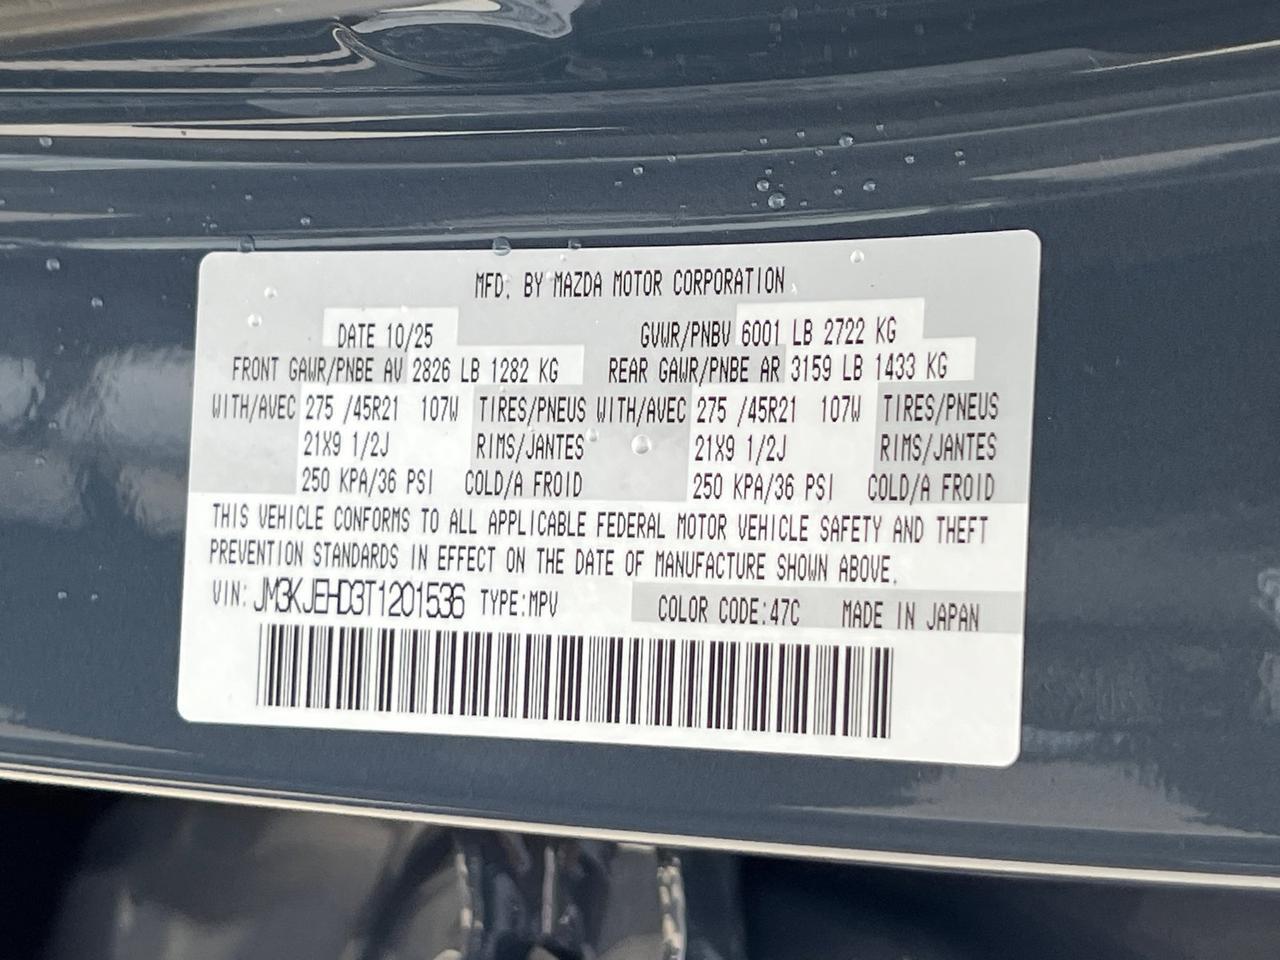 MFD. BY MAZDA MOTOR CORPORATION
DATE 10/25 GVWR/PNBV 6001 LB 2722 KG
FRONT GAWR/PNBE AV 2826 LB 1282 KG REAR GAWR/PNBE AR 3159 LB 1433 KG
WITH/AVEC 275 /45R21 107W TIRES/PNEUS WITH/AVEC 275 /45R21 107W TIRES/PNEUS
21X9 1/2J RIMS/JANTES 21X9 1/2J RIMS/JANTES
250 KPA/36 PSI COLD/A FROID 250 KPA/36 PSI COLD/A FROID
THIS VEHICLE CONFORMS TO ALL APPLICABLE FEDERAL MOTOR VEHICLE SAFETY AND THEFT
PREVENTION STANDARDS IN EFFECT ON THE DATE OF MANUFACTURE SHOWN ABOVE.
VIN: JM3KJEHD3T1201536 TYPE:MPV COLOR CODE:47C MADE IN JAPAN